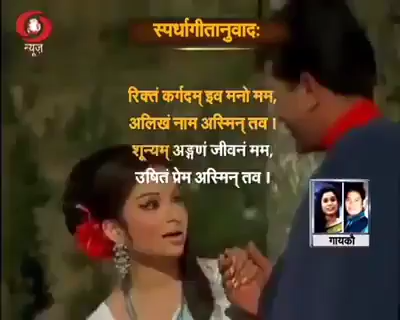 स्पर्धागीतानुवादः
न्यूज़
रिक्तं कर्गदम् इव मनो मम,
अलिखं नाम अस्मिन् तव ।
शून्यम् अङ्गणं जीवनं मम,
उषितं प्रेम अस्मिन् तव ।
गायकौ